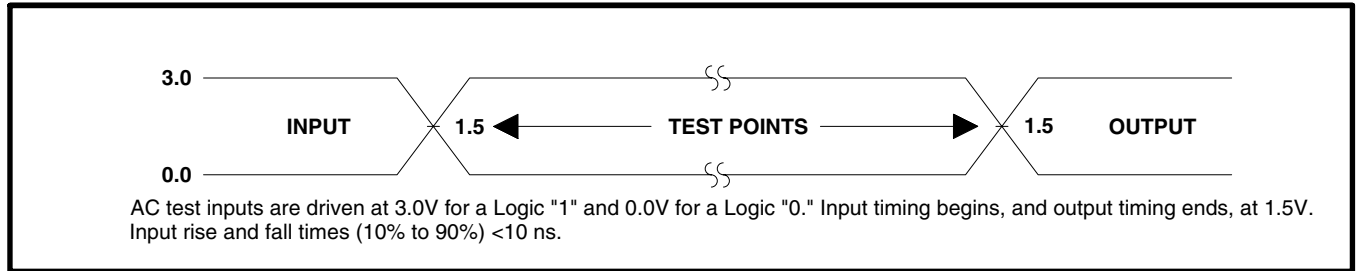 3.0
INPUT 1.5 TEST POINTS 1.5 OUTPUT
0.0
AC test inputs are driven at 3.0V for a Logic "1" and 0.0V for a Logic "0." Input timing begins, and output timing ends, at 1.5V.
Input rise and fall times (10% to 90%) <10 ns.